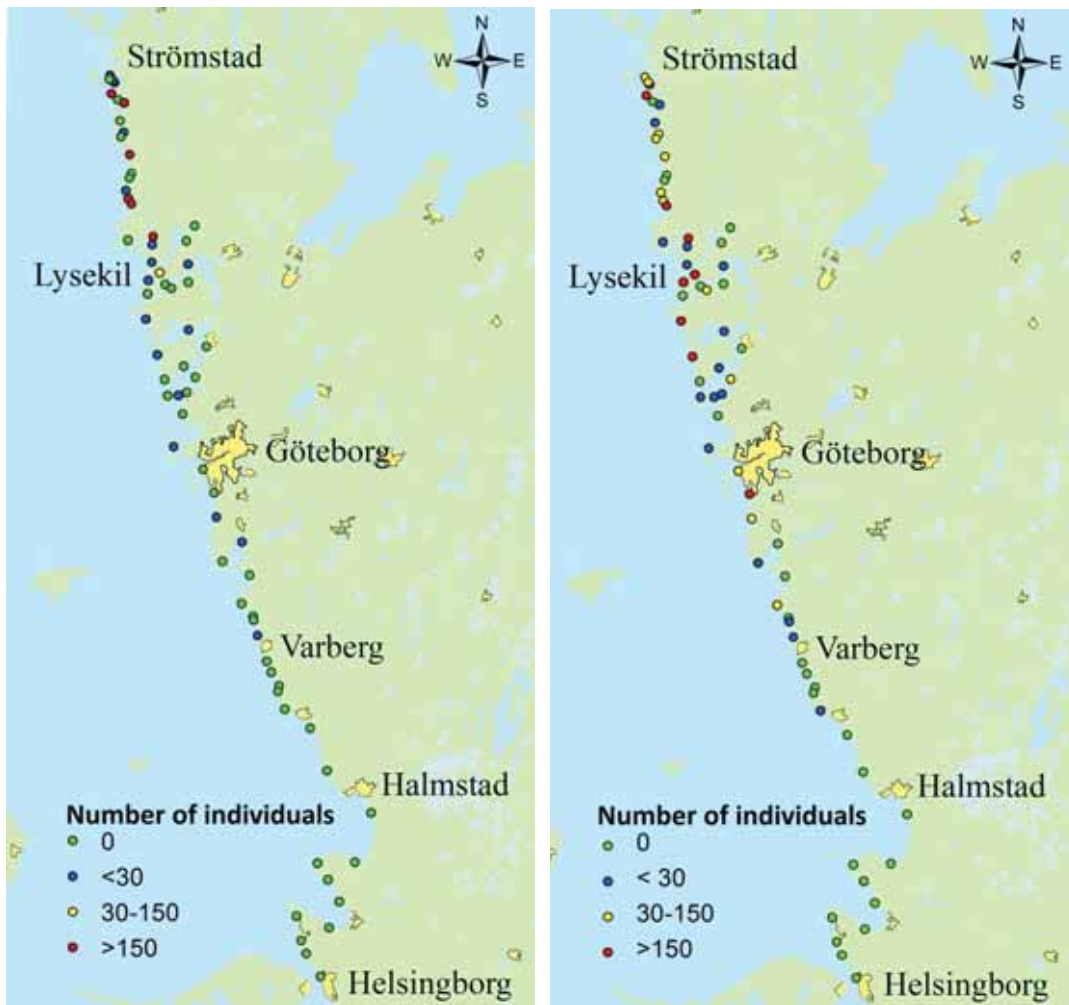 N
W E
S
Strömstad
Lysekil
Göteborg
Varberg
Halmstad
Number of individuals
0
<30
30-150
>150
Helsingborg
N
W E
S
Strömstad
Lysekil
Göteborg
Varberg
Halmstad
Number of individuals
0
< 30
30-150
>150
Helsingborg